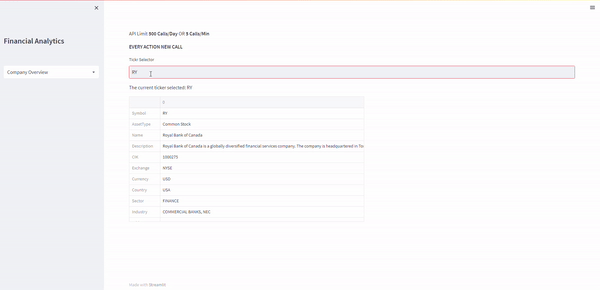 Financial Analytics
Company Overview
API Limit 500 Calls/Day OR 5 Calls/Min
EVERY ACTION NEW CALL
Tickr Selector
RY
The current ticker selected: RY
0
Symbol RY
AssetType Common Stock
Name Royal Bank of Canada
Description Royal Bank of Canada is a globally diversified financial services company. The company is headquartered in To
CIK 1000275
Exchange NYSE
Currency USD
Country USA
Sector FINANCE
Industry COMMERCIAL BANKS, NEC
Made with Streamlit